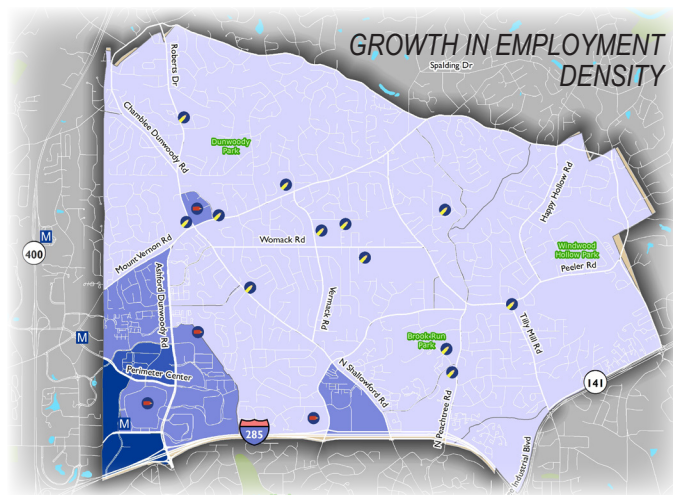 GROWTH IN EMPLOYMENT
DENSITY
Spalding Dr
Roberts Dr
Chamblee Dunwoody Rd
Dunwoody
Park
Happy Hollow Rd
M
400
Mount Vernon Rd
Womack Rd
Windwood
Hollow Park
Peeler Rd
Ashford Dunwoody Rd
Vermack Rd
Tilly Mill Rd
M
Brook Run
Park
Perimeter Center
N Shallowford Rd
141
N Peachtree Rd
M
285
e Industrial Blvd